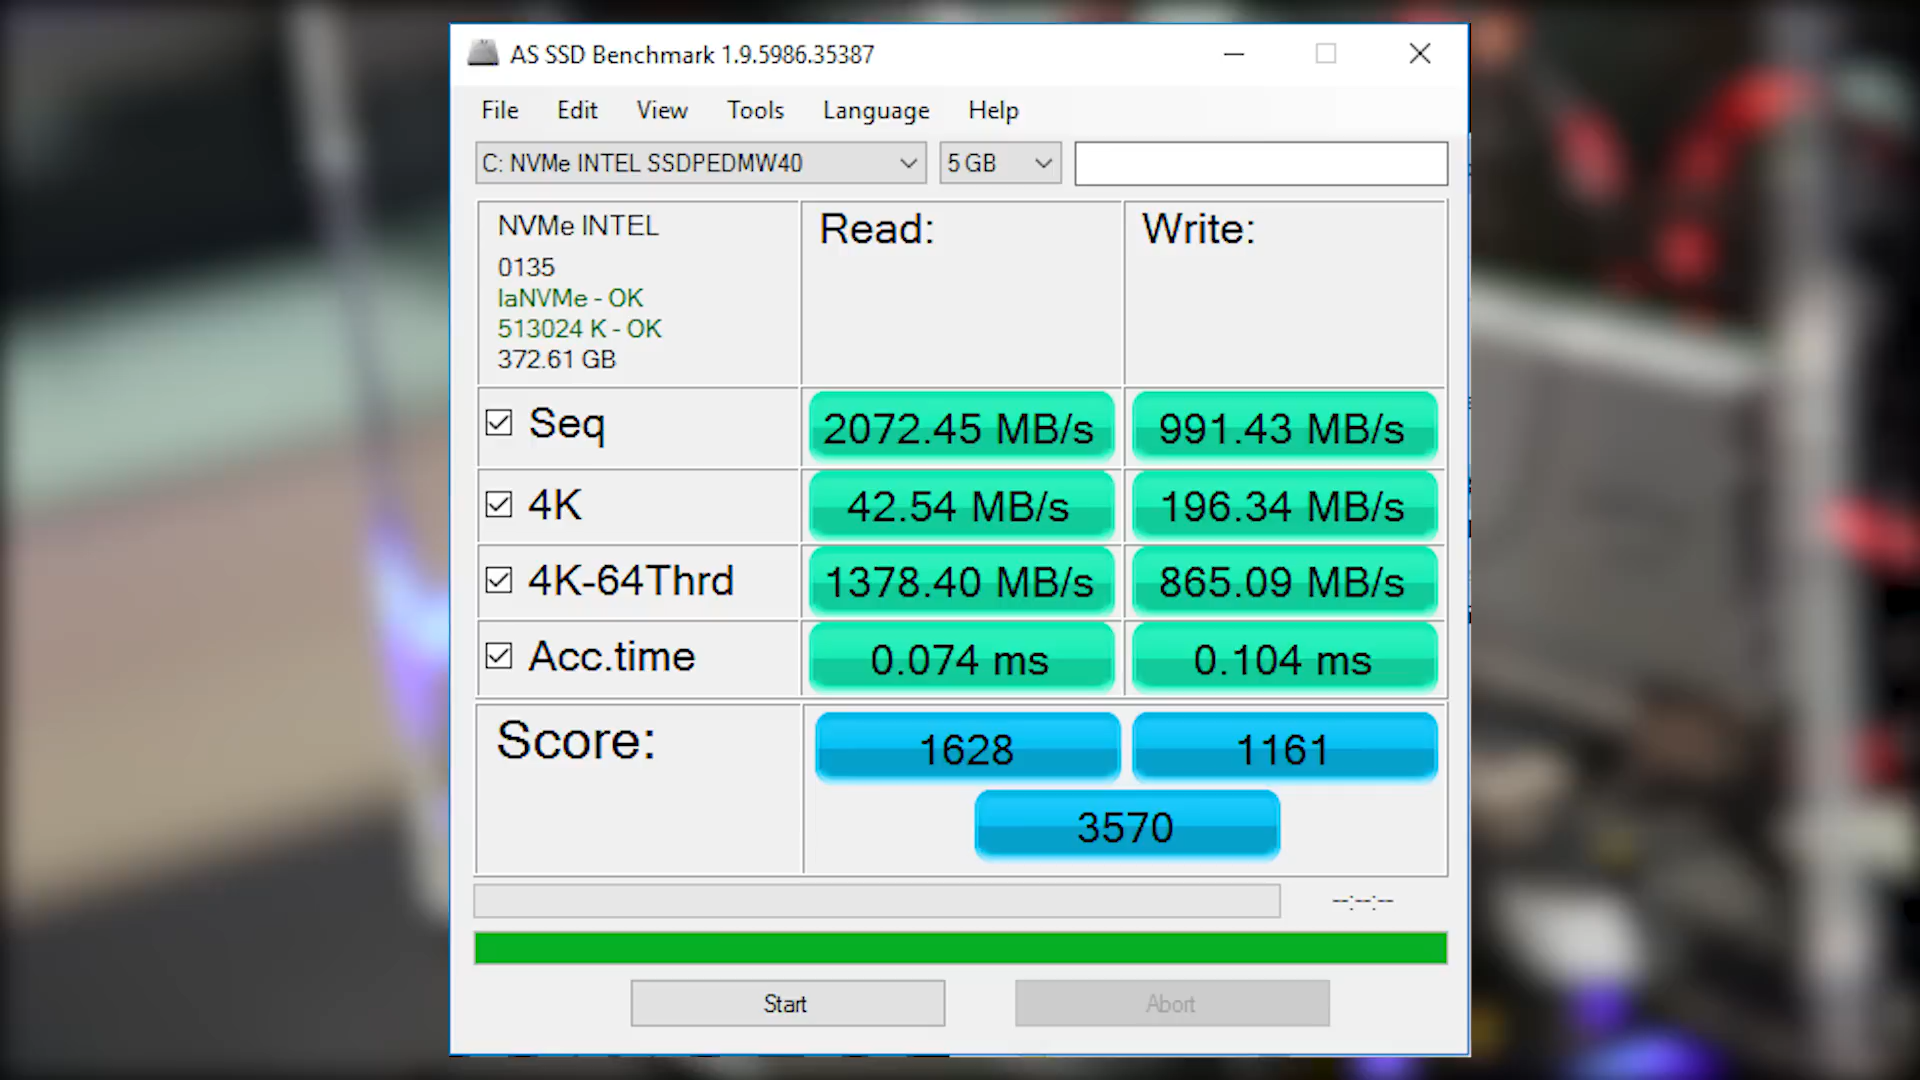 AS SSD Benchmark 1.9.5986.35387
File Edit View Tools Language Help
C: NVMe INTEL SSDPEDMW40 5 GB
NVMe INTEL
0135
IaNVMe - OK
513024 K - OK
372.61 GB
Read: Write:
Seq 2072.45 MB/s 991.43 MB/s
4K 42.54 MB/s 196.34 MB/s
4K-64Thrd 1378.40 MB/s 865.09 MB/s
Acc.time 0.074 ms 0.104 ms
Score: 1628 1161
3570
--:--:--
Start Abort